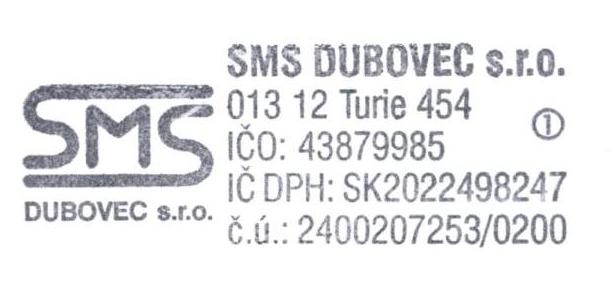 SMS
DUBOVEC s.r.o.
SMS DUBOVEC s.r.o.
013 12 Turie 454
①
IČO: 43879985
IČ DPH: SK2022498247
č.ú.: 2400207253/0200